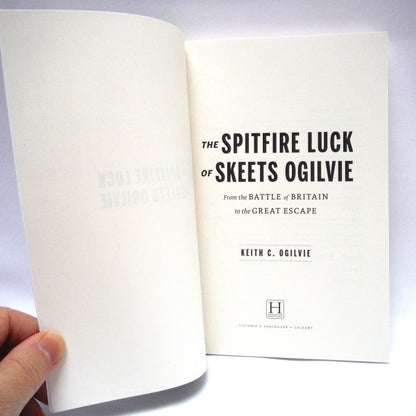 THE SPITFIRE LUCK
OF SKEETS OGILVIE
From the BATTLE of BRITAIN
to the GREAT ESCAPE
KEITH C. OGILVIE
H
VICTORIA • VANCOUVER • CALGARY